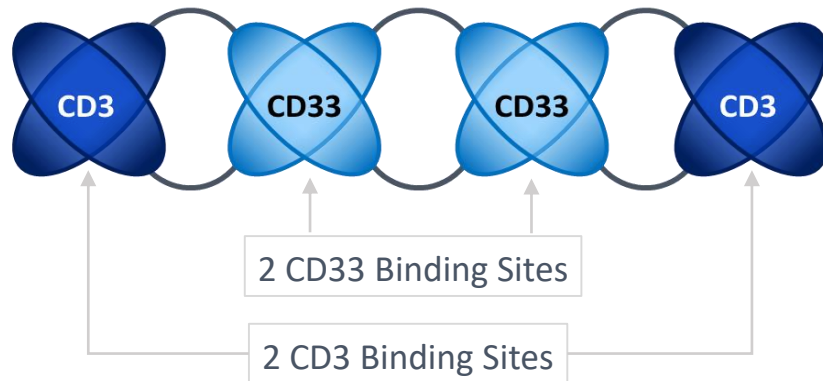 CD3
CD33
CD33
CD3
2 CD33 Binding Sites
2 CD3 Binding Sites